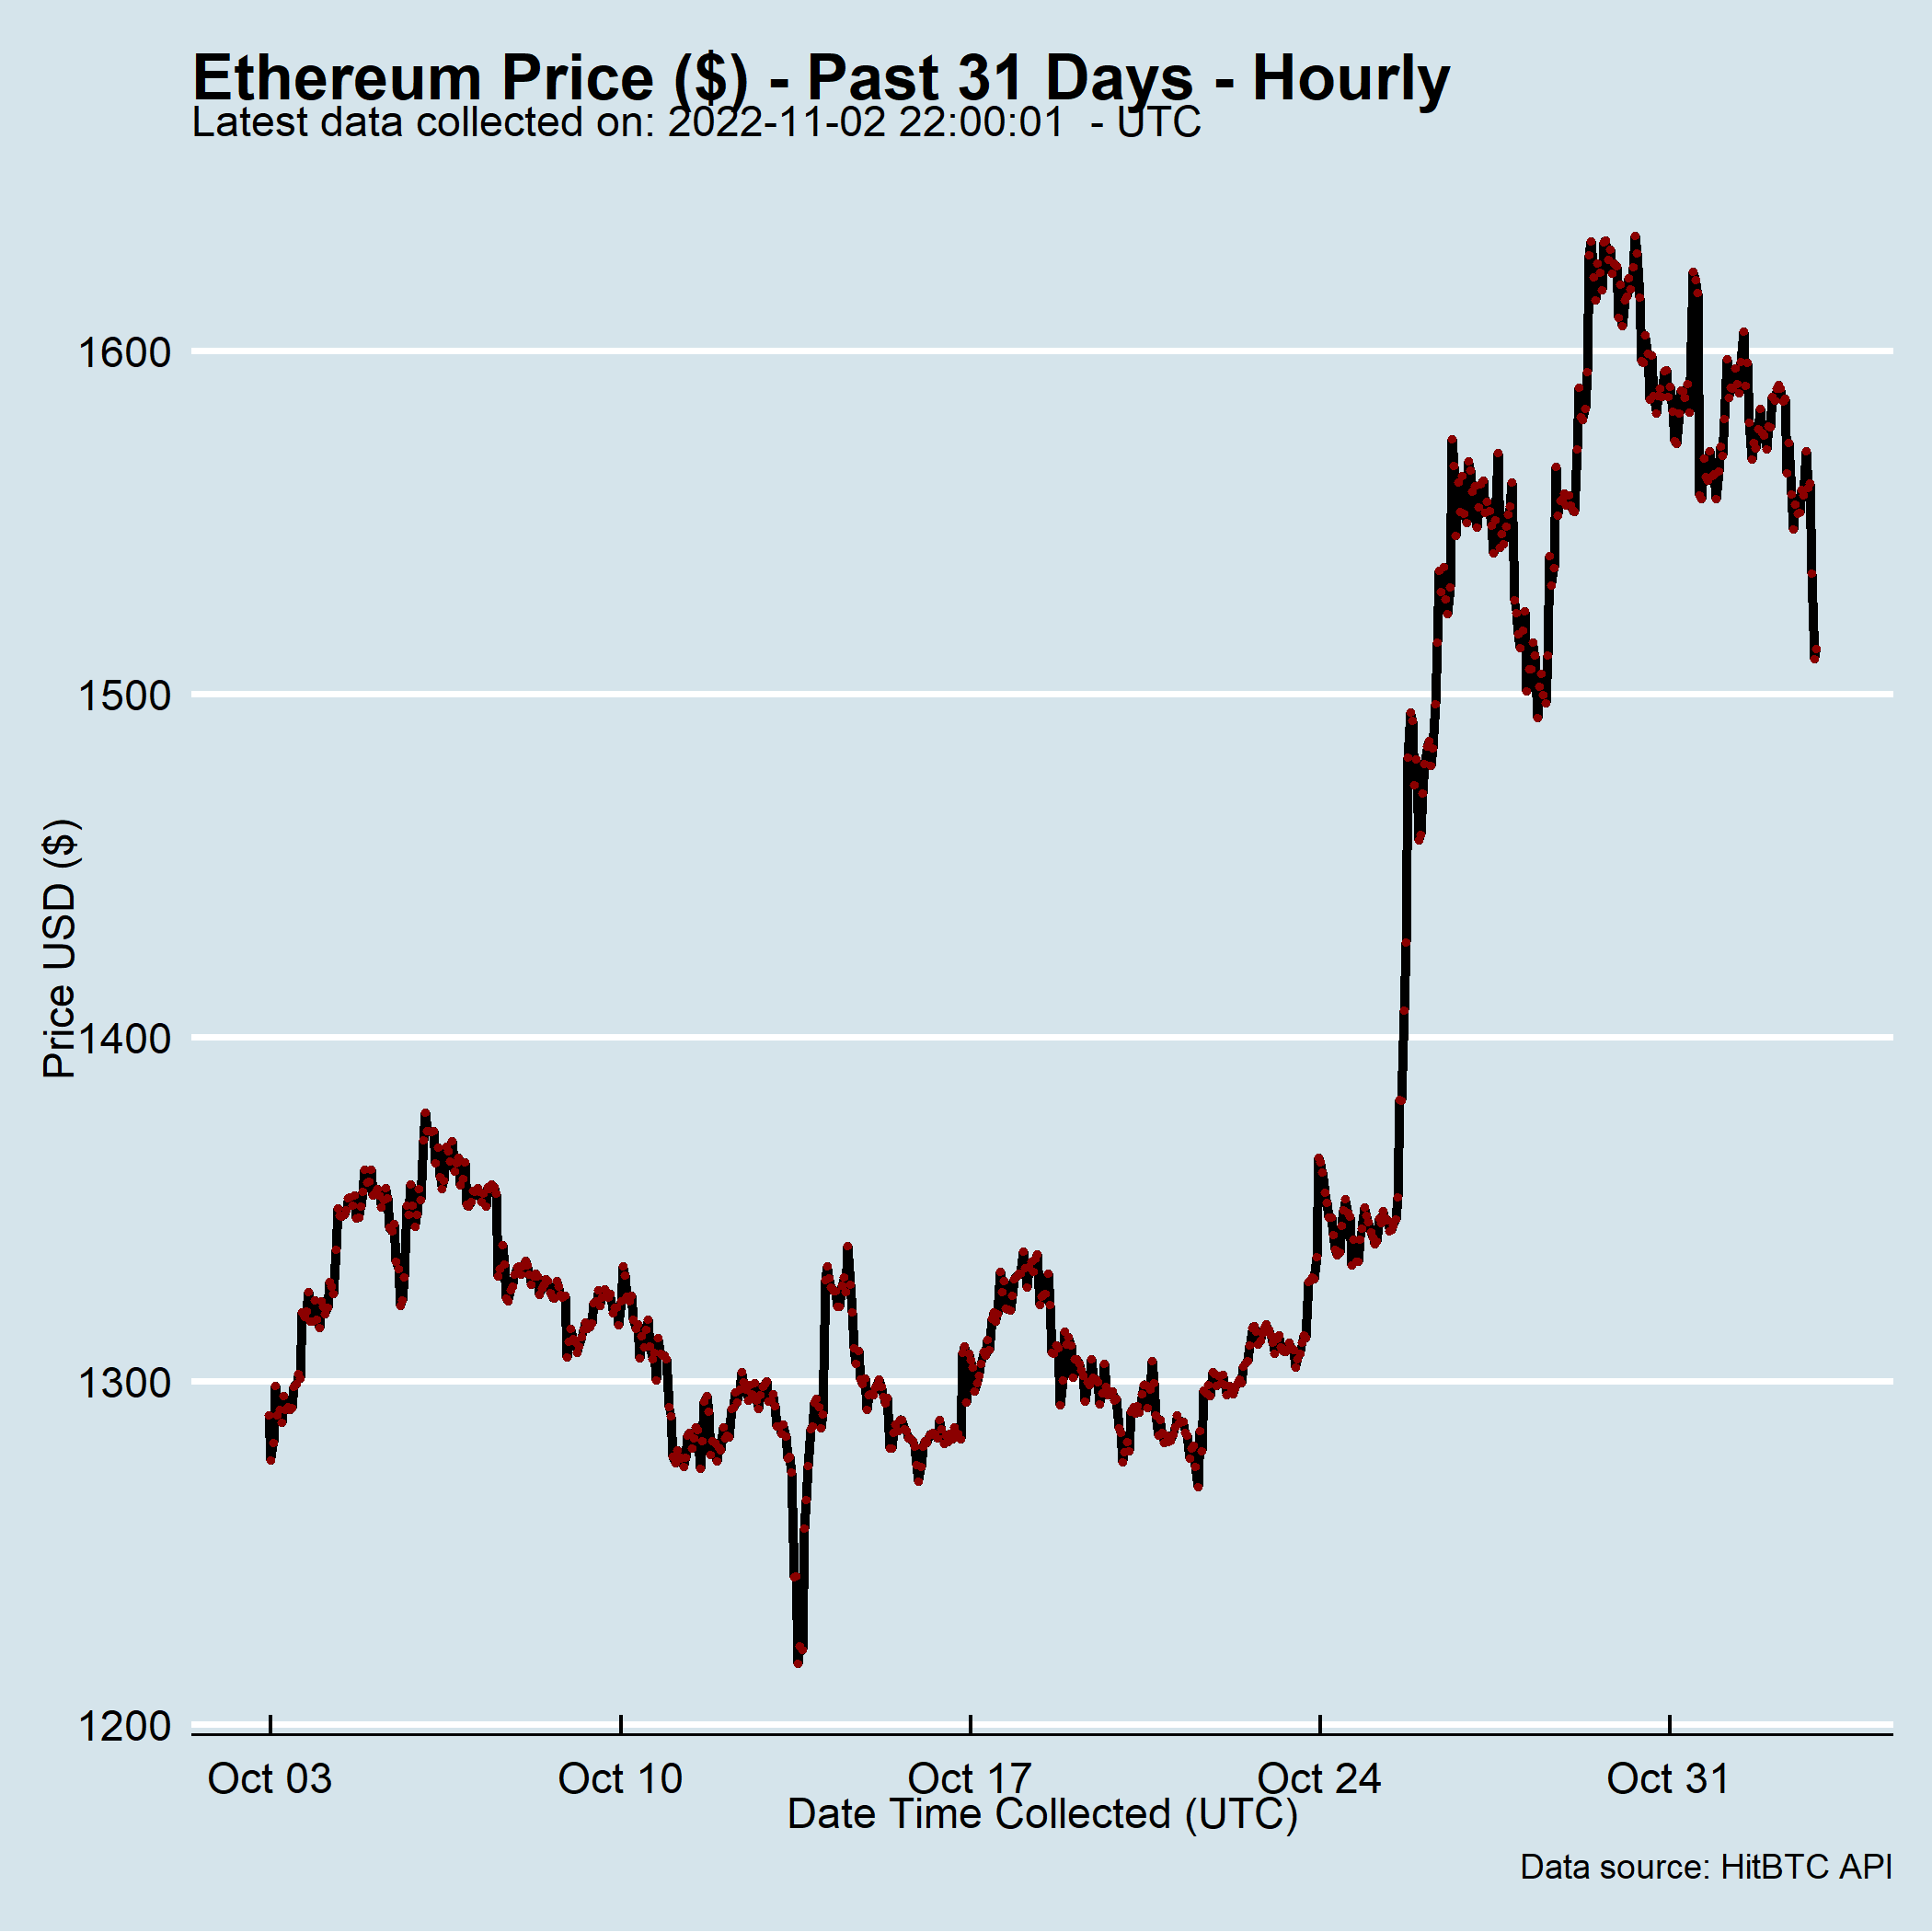 Ethereum Price ($) - Past 31 Days - Hourly
Latest data collected on: 2022-11-02 22:00:01  - UTC
Price USD ($)
1600
1500
1400
1300
1200
Oct 03
Oct 10
Oct 17
Oct 24
Oct 31
Date Time Collected (UTC)
Data source: HitBTC API